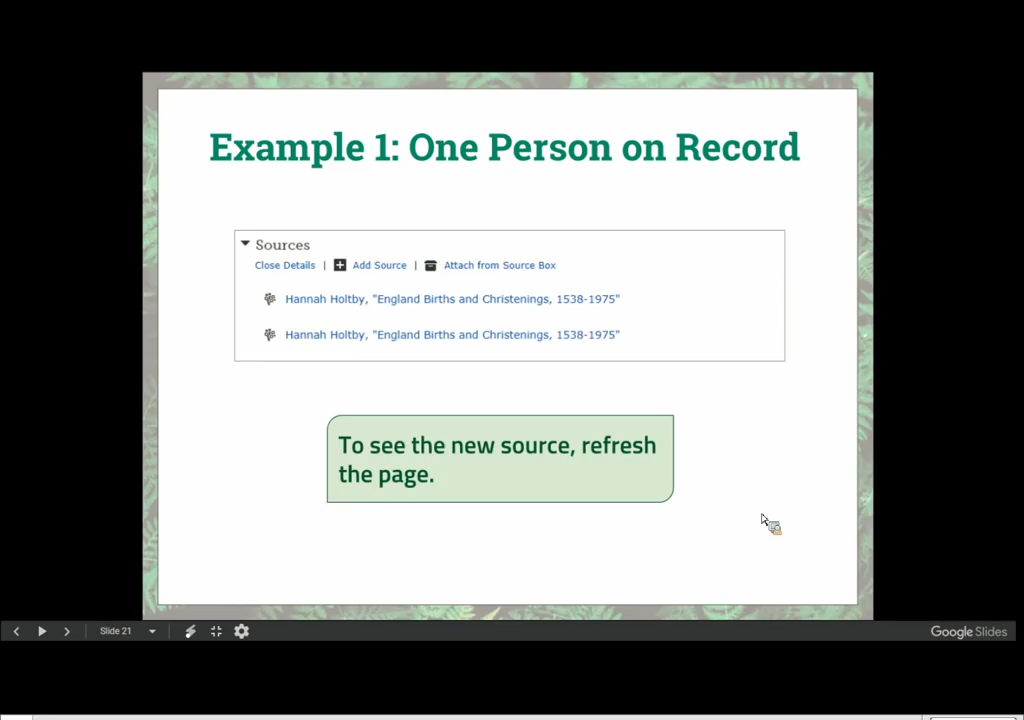 Example 1: One Person on Record
Sources
Close Details | Add Source | Attach from Source Box
Hannah Holtby, "England Births and Christenings, 1538-1975"
Hannah Holtby, "England Births and Christenings, 1538-1975"
To see the new source, refresh
the page.
Slide 21
Google Slides